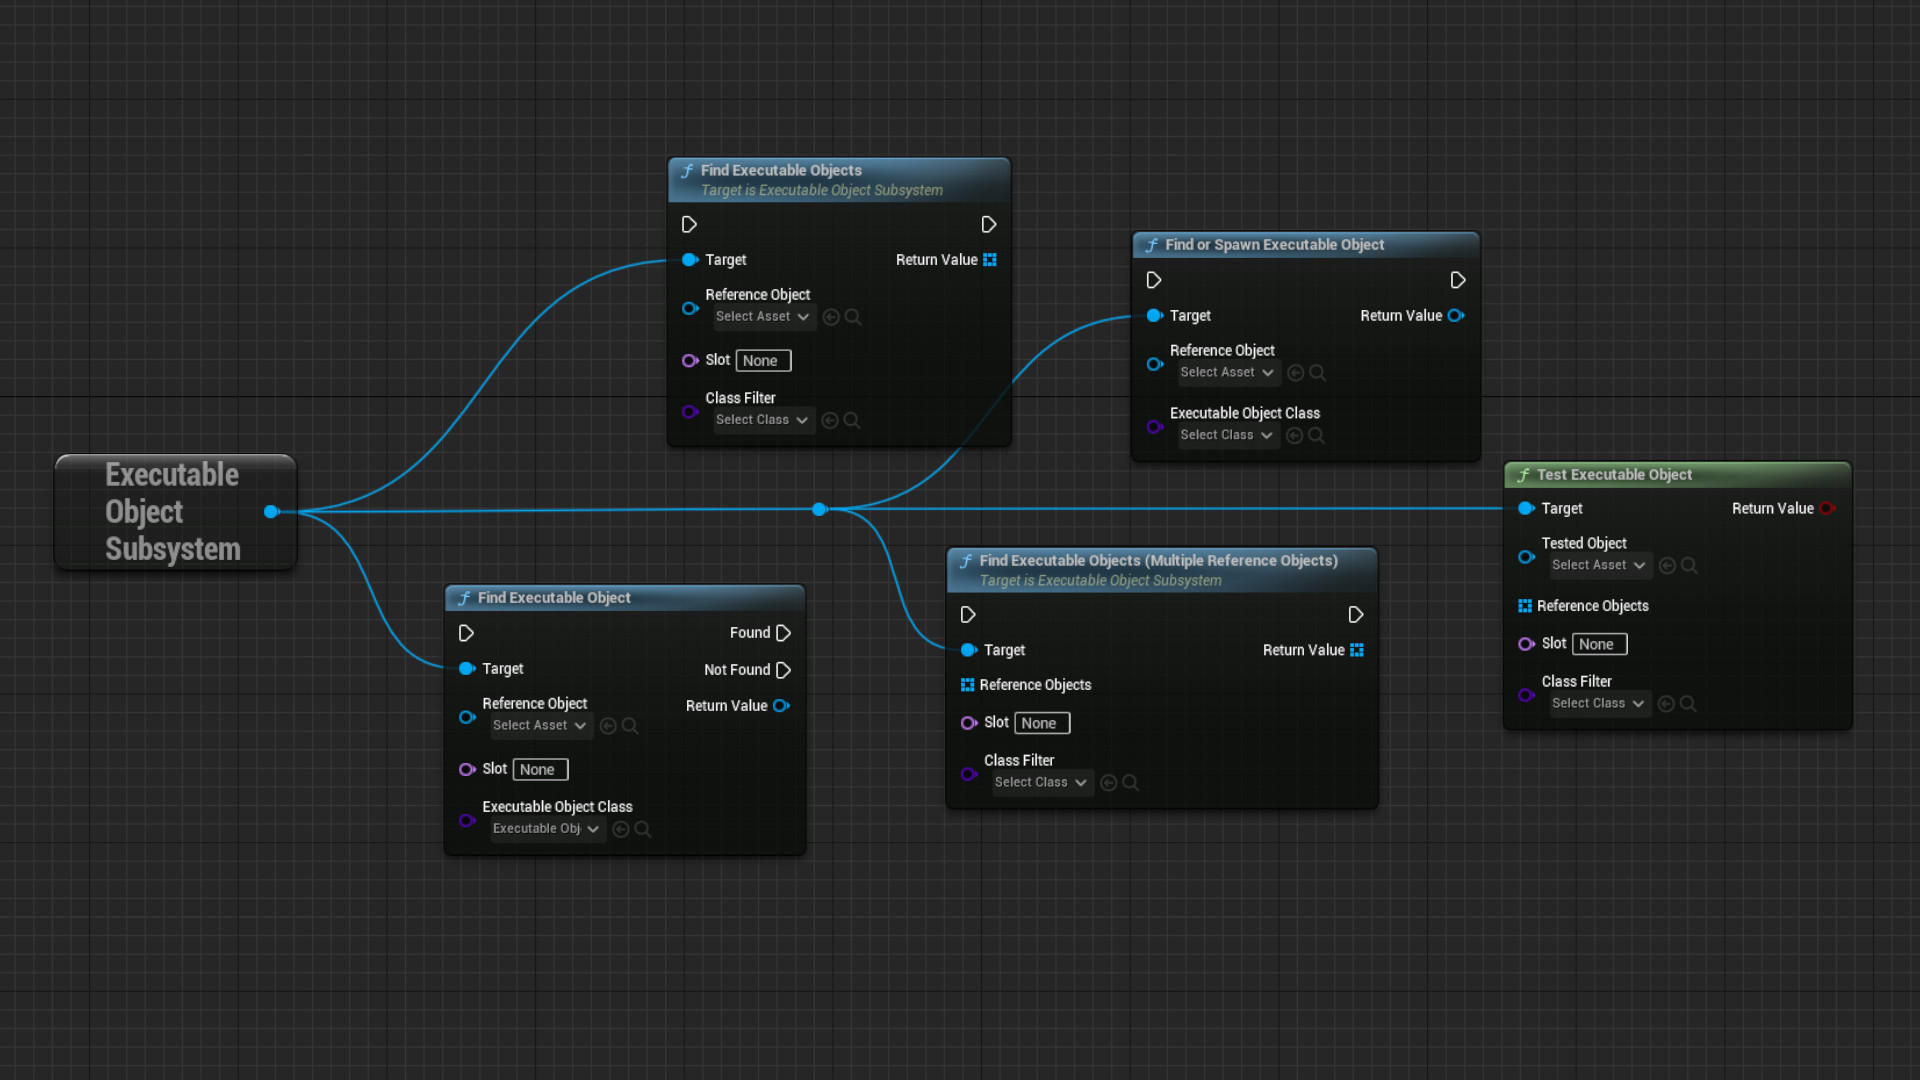 Executable
Object
Subsystem
Find Executable Objects
Target is Executable Object Subsystem
Target
Return Value
Reference Object
Select Asset
Slot None
Class Filter
Select Class
Find or Spawn Executable Object
Target
Return Value
Reference Object
Select Asset
Executable Object Class
Select Class
Test Executable Object
Target
Return Value
Tested Object
Select Asset
Reference Objects
Slot None
Class Filter
Select Class
Find Executable Object
Found
Target
Not Found
Reference Object
Return Value
Select Asset
Slot None
Executable Object Class
Executable Obj
Find Executable Objects (Multiple Reference Objects)
Target is Executable Object Subsystem
Target
Return Value
Reference Objects
Slot None
Class Filter
Select Class